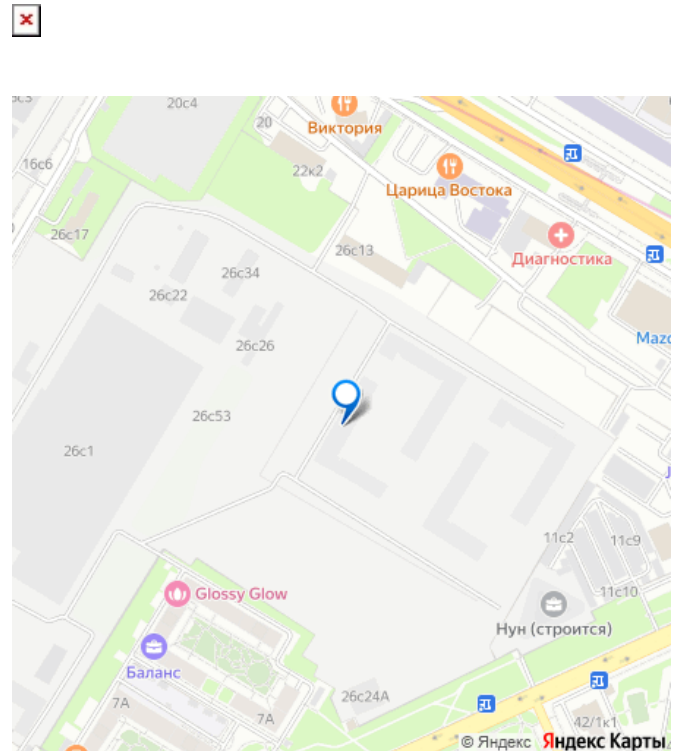 20с4
20
Виктория
16с6
22к2
Царица Востока
26с17
26с13
Диагностика
26с34
26с22
26с26
26с53
26с1
11с2
11с9
11с10
Glossy Glow
Нун (строится)
Баланс
7А
7А
26с24А
42/1к1
© Яндекс Яндекс Карты